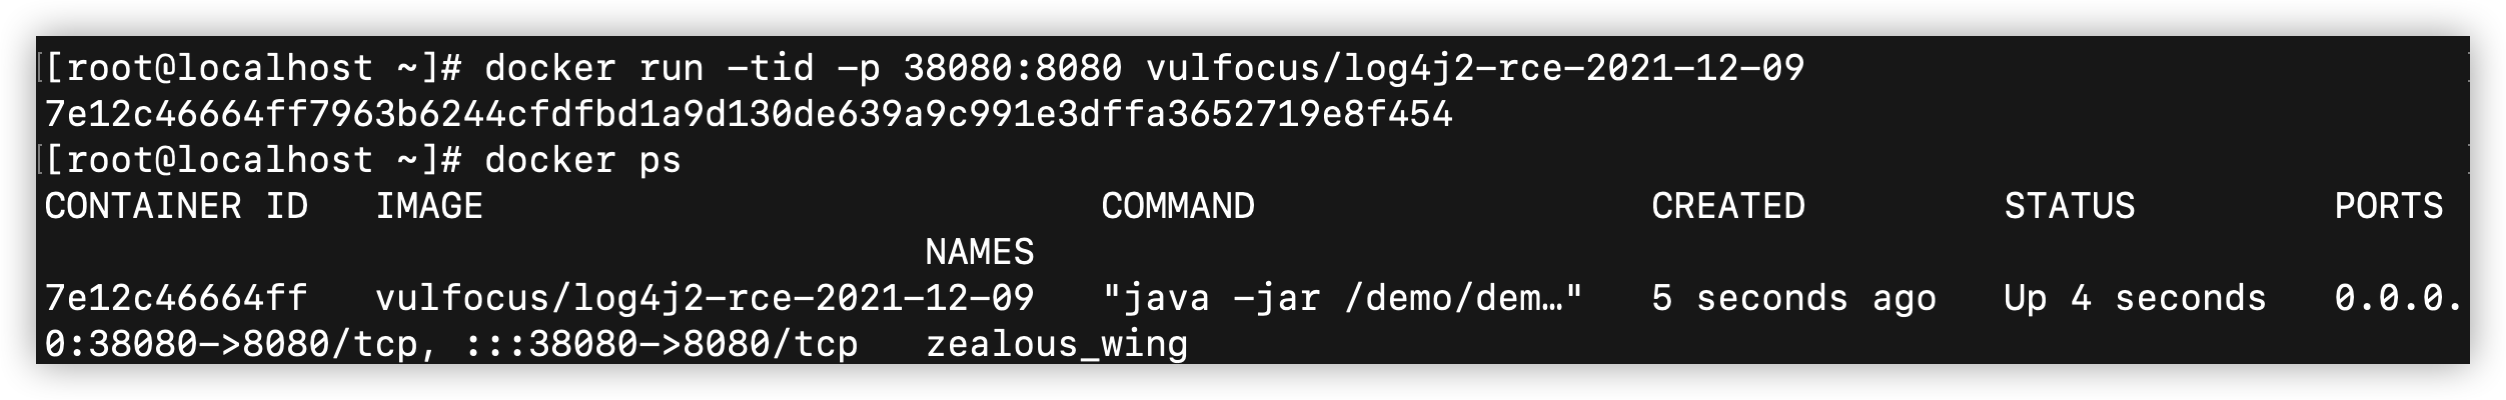 [[root@localhost ~]# docker run -tid -p 38080:8080 vulfocus/log4j2-rce-2021-12-09
7e12c46664ff7963b6244cfdfbd1a9d130de639a9c991e3dffa3652719e8f454
[[root@localhost ~]# docker ps
CONTAINER ID   IMAGE                            COMMAND                  CREATED         STATUS         PORTS
                                        NAMES
7e12c46664ff   vulfocus/log4j2-rce-2021-12-09   "java -jar /demo/dem…"   5 seconds ago   Up 4 seconds   0.0.0.
0:38080->8080/tcp, :::38080->8080/tcp   zealous_wing